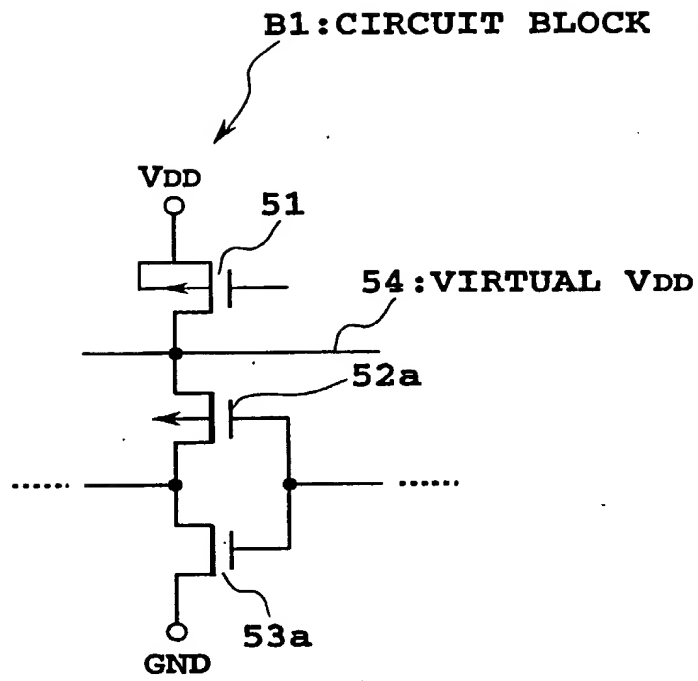 B1:CIRCUIT BLOCK
VDD
51
54:VIRTUAL VDD
52a
53a
GND